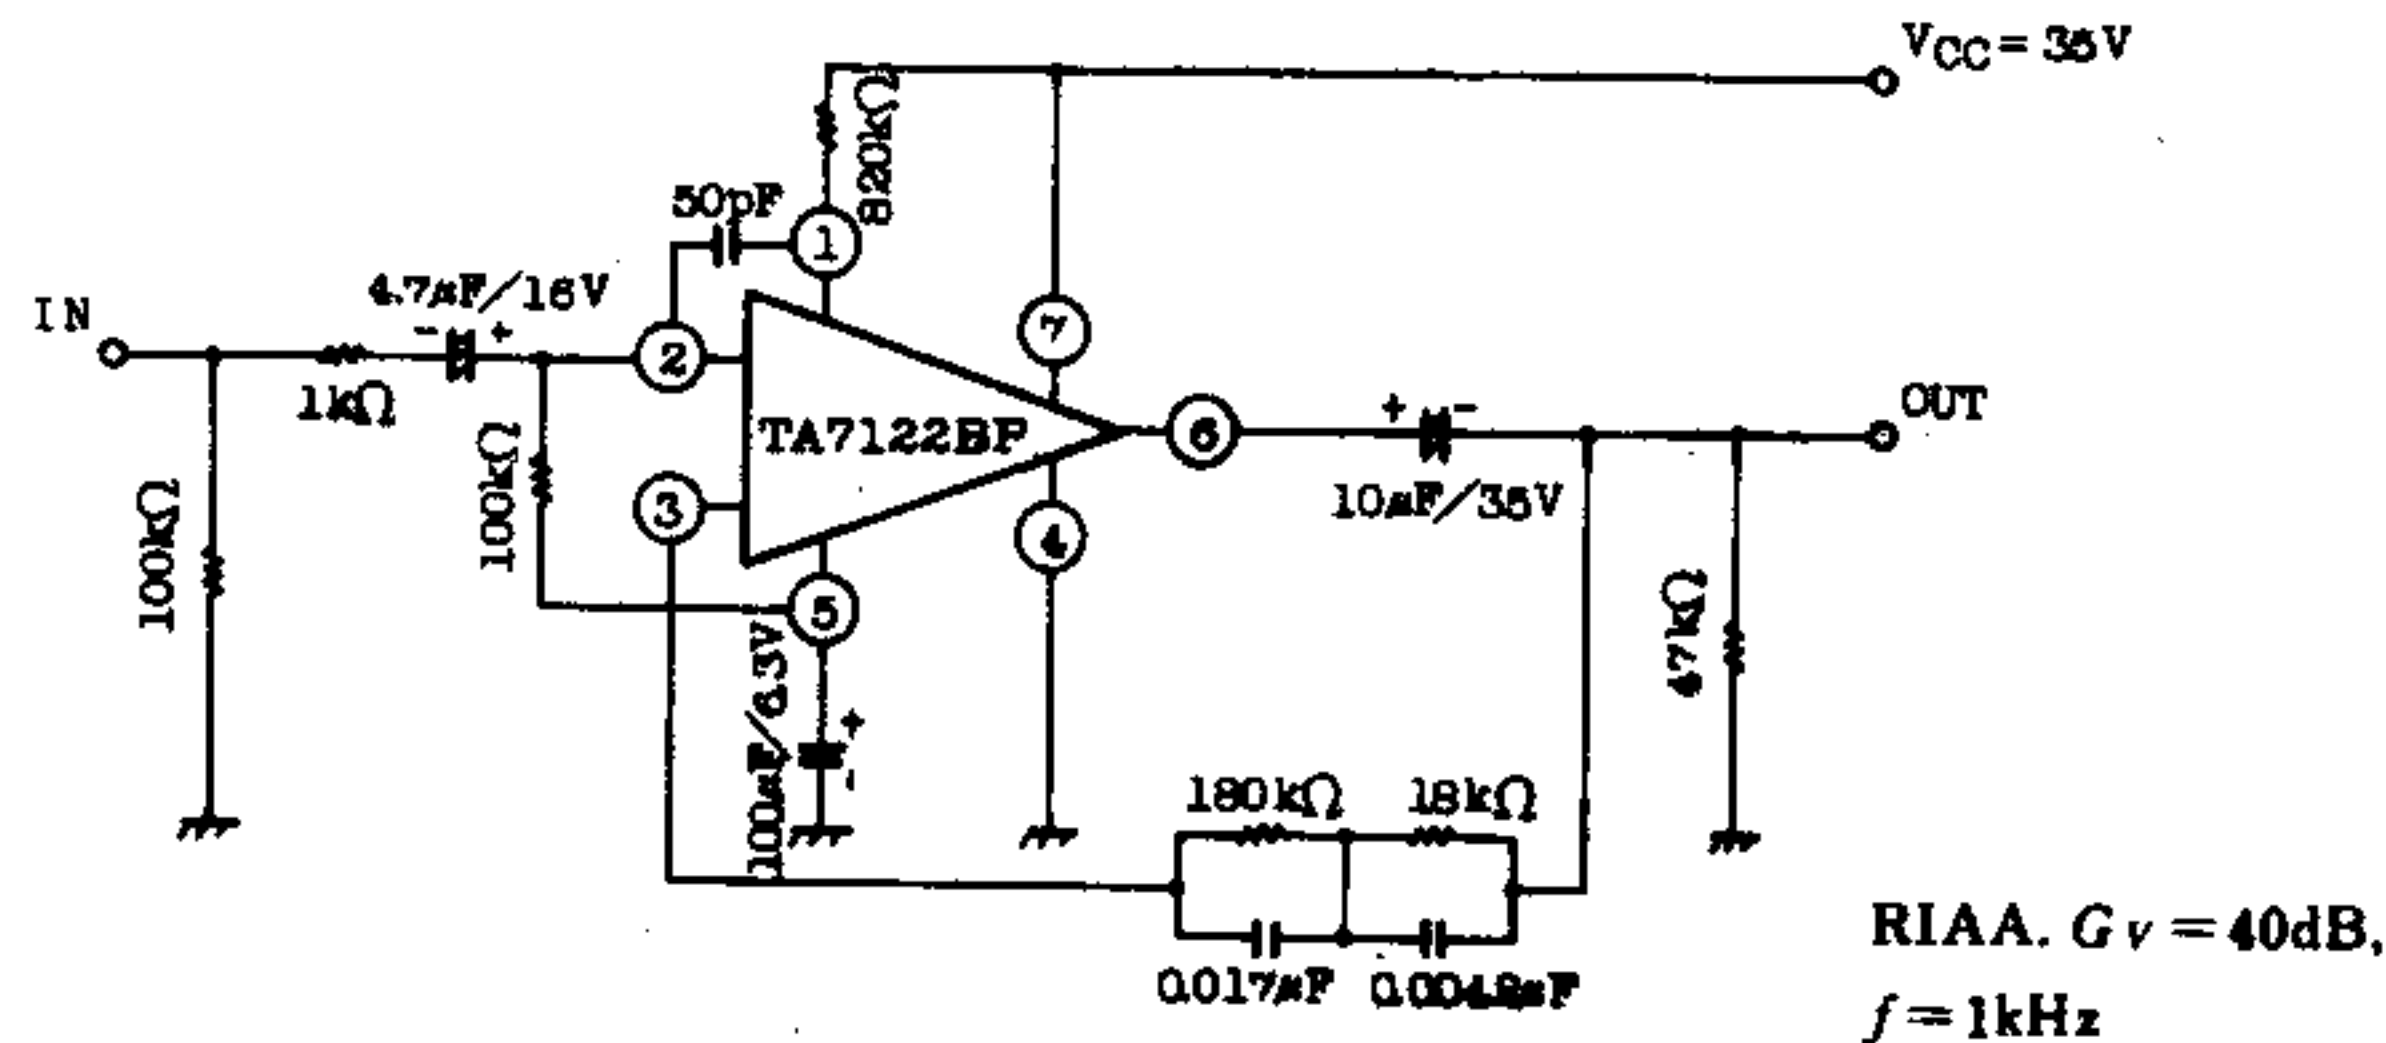 VCC = 35V
820kΩ
50pF
1
4.7μF/16V
IN
2
7
OUT
1kΩ
+
-
100kΩ
TA7122BP
6
+
-
3
10μF/35V
100kΩ
4
5
47kΩ
100μF/6.3V
+
-
180kΩ
18kΩ
0.017μF
RIAA. Gv = 40dB,
f = 1kHz